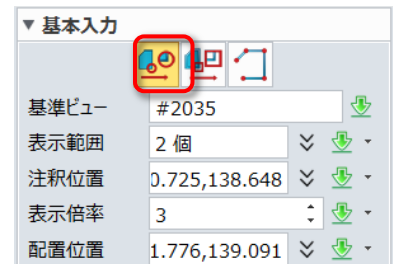 ▼ 基本入力
基準ビュー #2035
表示範囲 2 個
注釈位置 0.725,138.648
表示倍率 3
配置位置 1.776,139.091